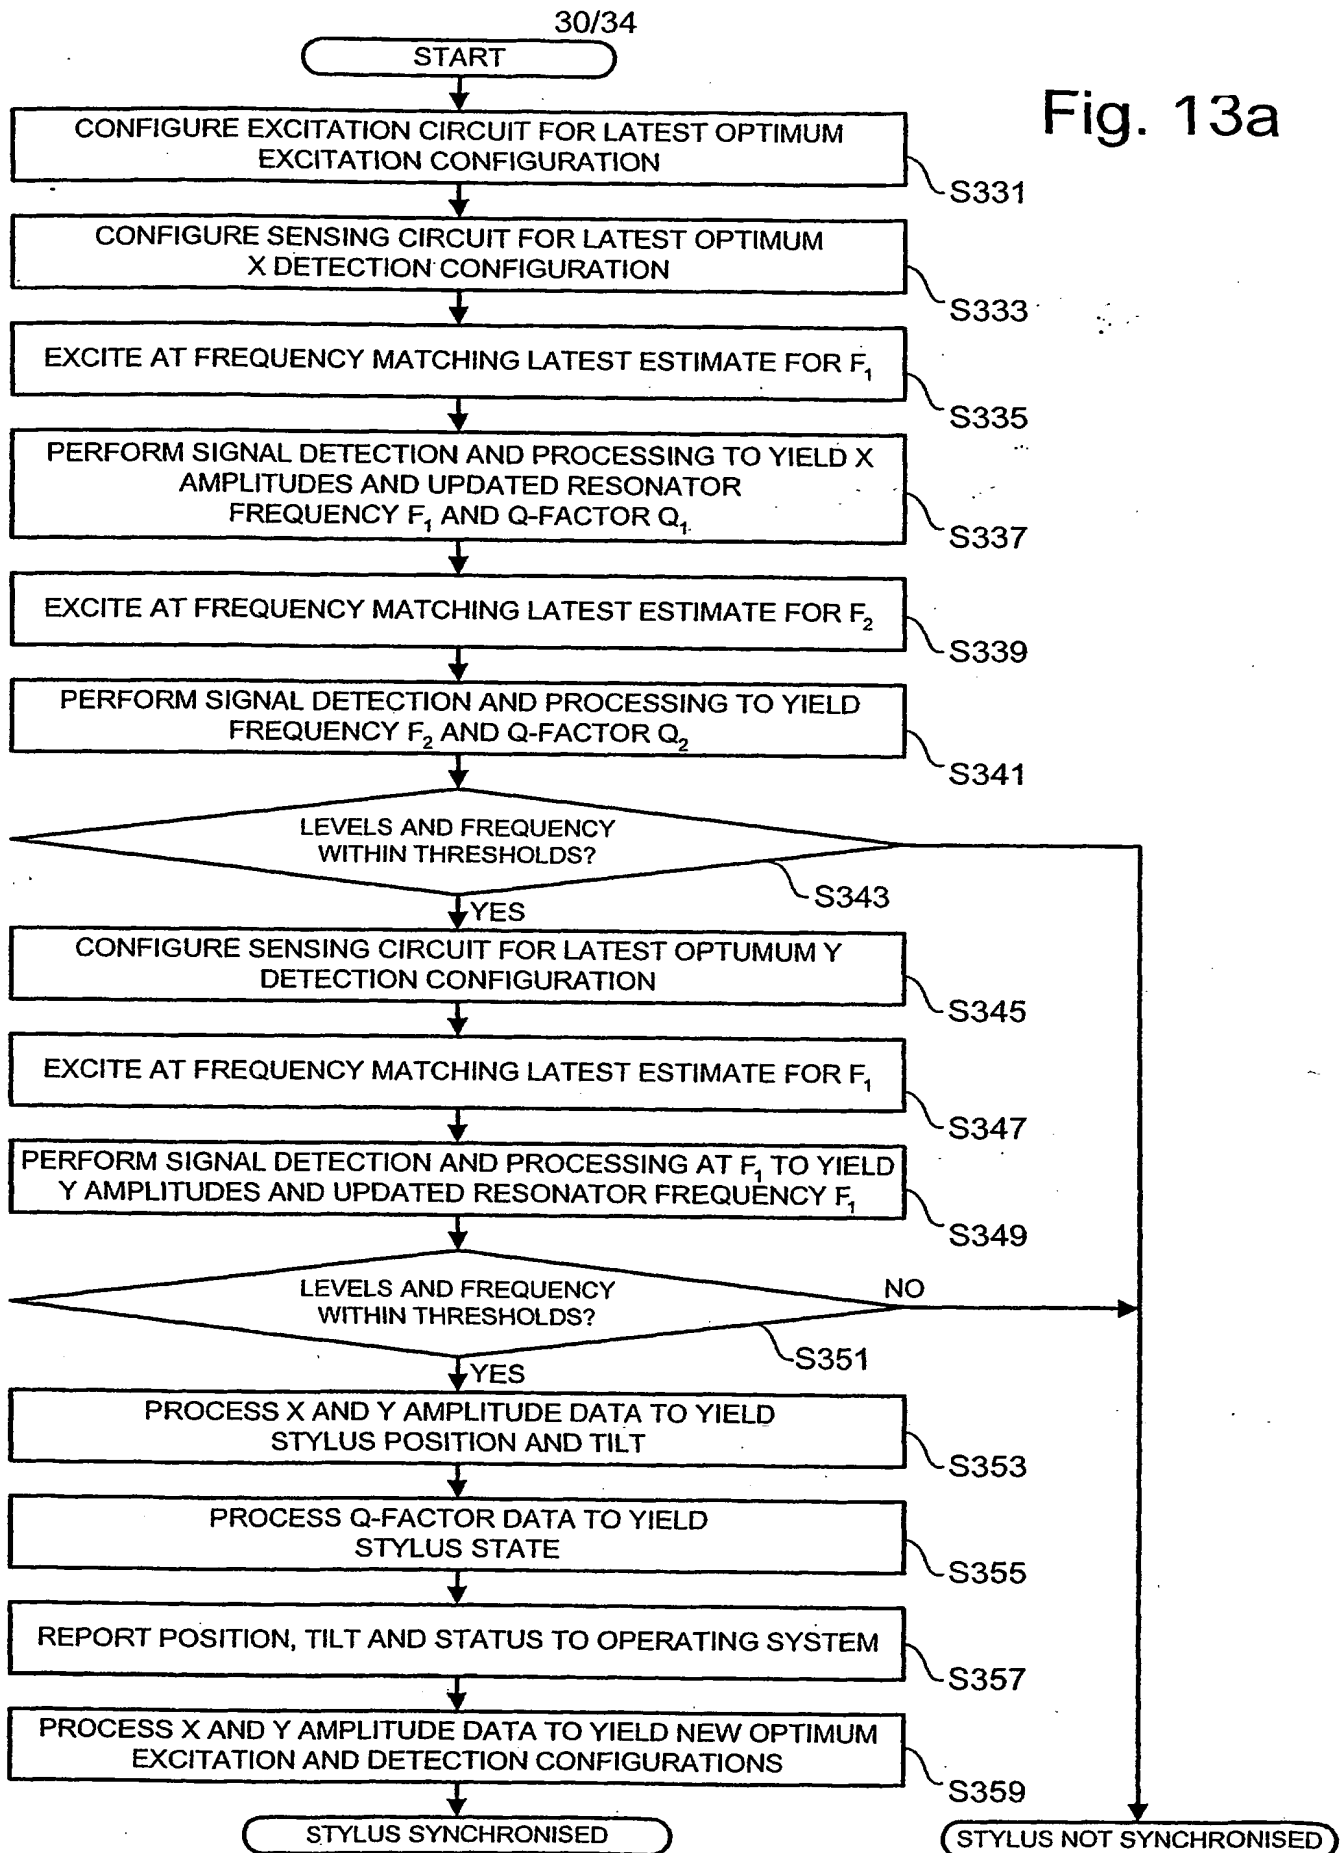 30/34
START
Fig. 13a
CONFIGURE EXCITATION CIRCUIT FOR LATEST OPTIMUM
EXCITATION CONFIGURATION
S331
CONFIGURE SENSING CIRCUIT FOR LATEST OPTIMUM
X DETECTION CONFIGURATION
S333
EXCITE AT FREQUENCY MATCHING LATEST ESTIMATE FOR F₁
S335
PERFORM SIGNAL DETECTION AND PROCESSING TO YIELD X
AMPLITUDES AND UPDATED RESONATOR
FREQUENCY F₁ AND Q-FACTOR Q₁
S337
EXCITE AT FREQUENCY MATCHING LATEST ESTIMATE FOR F₂
S339
PERFORM SIGNAL DETECTION AND PROCESSING TO YIELD
FREQUENCY F₂ AND Q-FACTOR Q₂
S341
LEVELS AND FREQUENCY
WITHIN THRESHOLDS?
S343
YES
CONFIGURE SENSING CIRCUIT FOR LATEST OPTUMUM Y
DETECTION CONFIGURATION
S345
EXCITE AT FREQUENCY MATCHING LATEST ESTIMATE FOR F₁
S347
PERFORM SIGNAL DETECTION AND PROCESSING AT F₁ TO YIELD
Y AMPLITUDES AND UPDATED RESONATOR FREQUENCY F₁
S349
LEVELS AND FREQUENCY
WITHIN THRESHOLDS?
NO
S351
YES
PROCESS X AND Y AMPLITUDE DATA TO YIELD
STYLUS POSITION AND TILT
S353
PROCESS Q-FACTOR DATA TO YIELD
STYLUS STATE
S355
REPORT POSITION, TILT AND STATUS TO OPERATING SYSTEM
S357
PROCESS X AND Y AMPLITUDE DATA TO YIELD NEW OPTIMUM
EXCITATION AND DETECTION CONFIGURATIONS
S359
STYLUS SYNCHRONISED
STYLUS NOT SYNCHRONISED